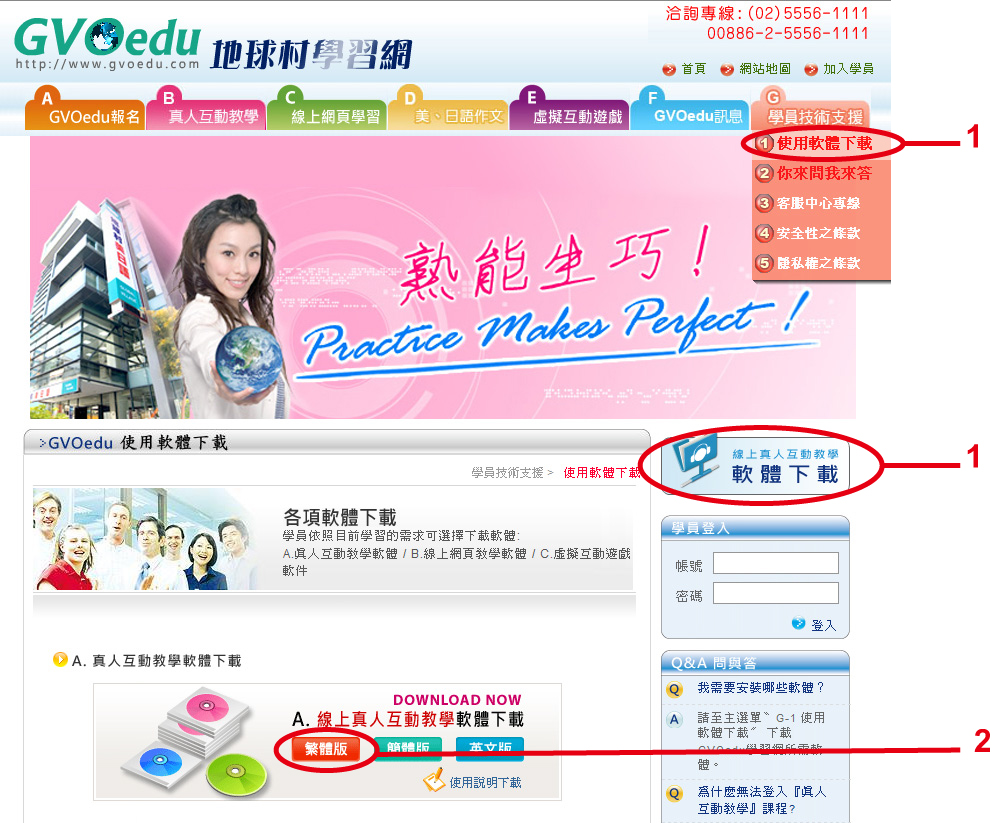 GVOedu 地球村學習網
http://www.gvoedu.com
洽詢專線:(02)5556-1111
00886-2-5556-1111
首頁 網站地圖 加入學員
A GVOedu報名
B 真人互動教學
C 線上網頁學習
D 美、日語作文
E 虛擬互動遊戲
F GVOedu訊息
G 學員技術支援
1 使用軟體下載
1
2 你來問我來答
3 客服中心專線
4 安全性之條款
5 隱私權之條款
熟能生巧!
Practice Makes Perfect !
>GVOedu 使用軟體下載
學員技術支援 > 使用軟體下載
線上真人互動教學
軟體下載
1
各項軟體下載
學員依照目前學習的需求可選擇下載軟體:
A.真人互動教學軟體 / B.線上網頁教學軟體 / C.虛擬互動遊戲
軟件
學員登入
帳號
密碼
登入
A. 真人互動教學軟體下載
DOWNLOAD NOW
A. 線上真人互動教學軟體下載
繁體版 簡體版 英文版
2
使用說明下載
Q&A 問與答
Q 我需要安裝哪些軟體?
A 請至主選單〝G-1 使用
軟體下載〞下載
GVOedu學習網所需軟
體。
Q 爲什麼無法登入『真人
互動教學』課程?